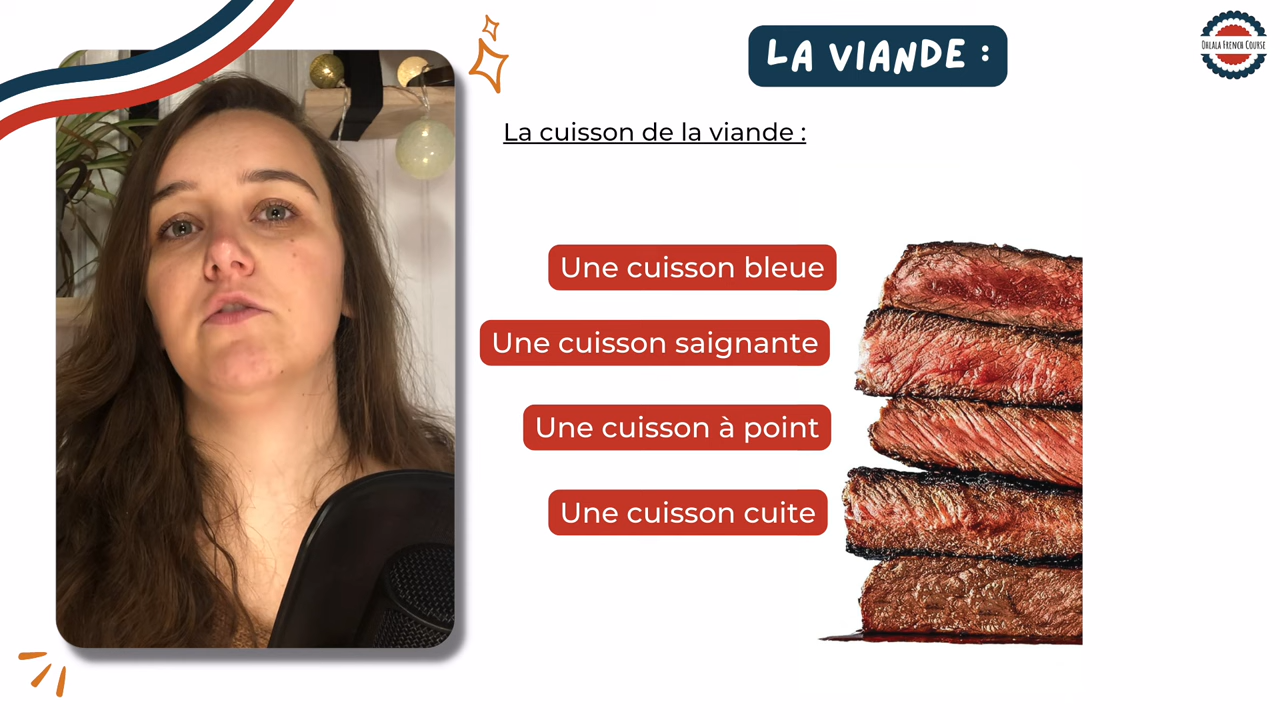 LA VIANDE :
OHLALA FRENCH COURSE
La cuisson de la viande :
Une cuisson bleue
Une cuisson saignante
Une cuisson à point
Une cuisson cuite